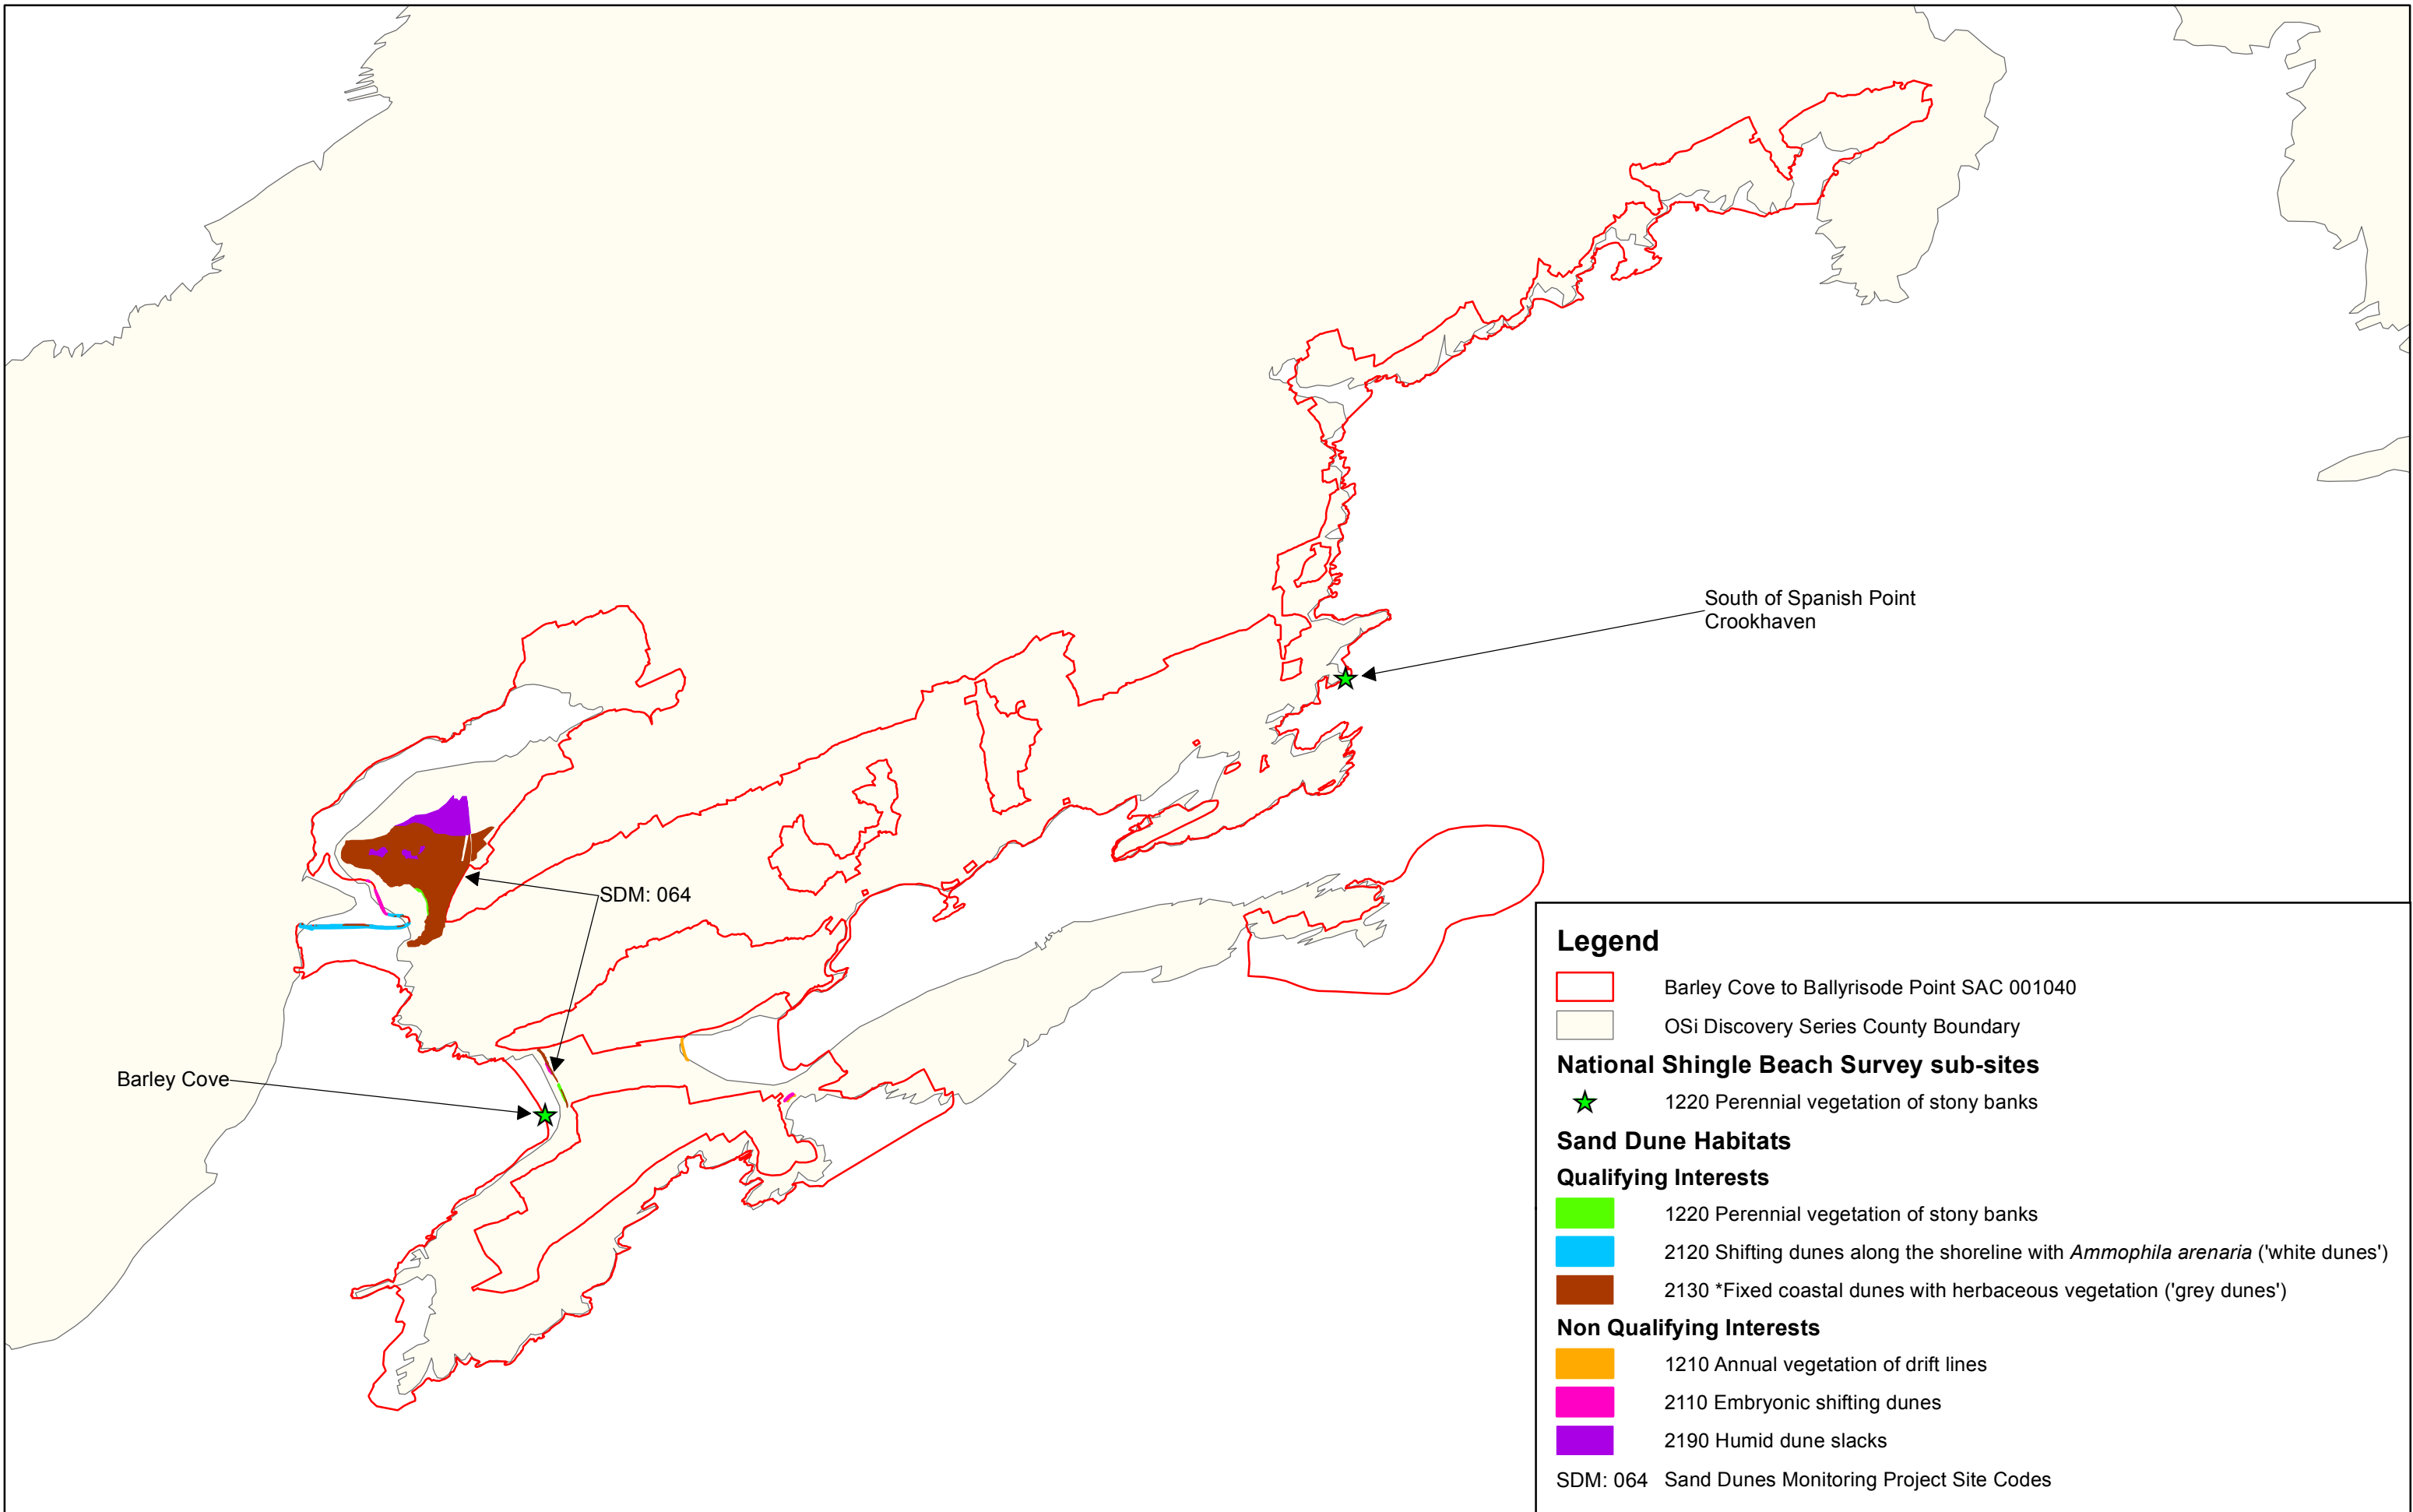 South of Spanish Point
Crookhaven
SDM: 064
Barley Cove
Legend
Barley Cove to Ballyrisode Point SAC 001040
OSi Discovery Series County Boundary
National Shingle Beach Survey sub-sites
1220 Perennial vegetation of stony banks
Sand Dune Habitats
Qualifying Interests
1220 Perennial vegetation of stony banks
2120 Shifting dunes along the shoreline with Ammophila arenaria ('white dunes')
2130 *Fixed coastal dunes with herbaceous vegetation ('grey dunes')
Non Qualifying Interests
1210 Annual vegetation of drift lines
2110 Embryonic shifting dunes
2190 Humid dune slacks
SDM: 064 Sand Dunes Monitoring Project Site Codes